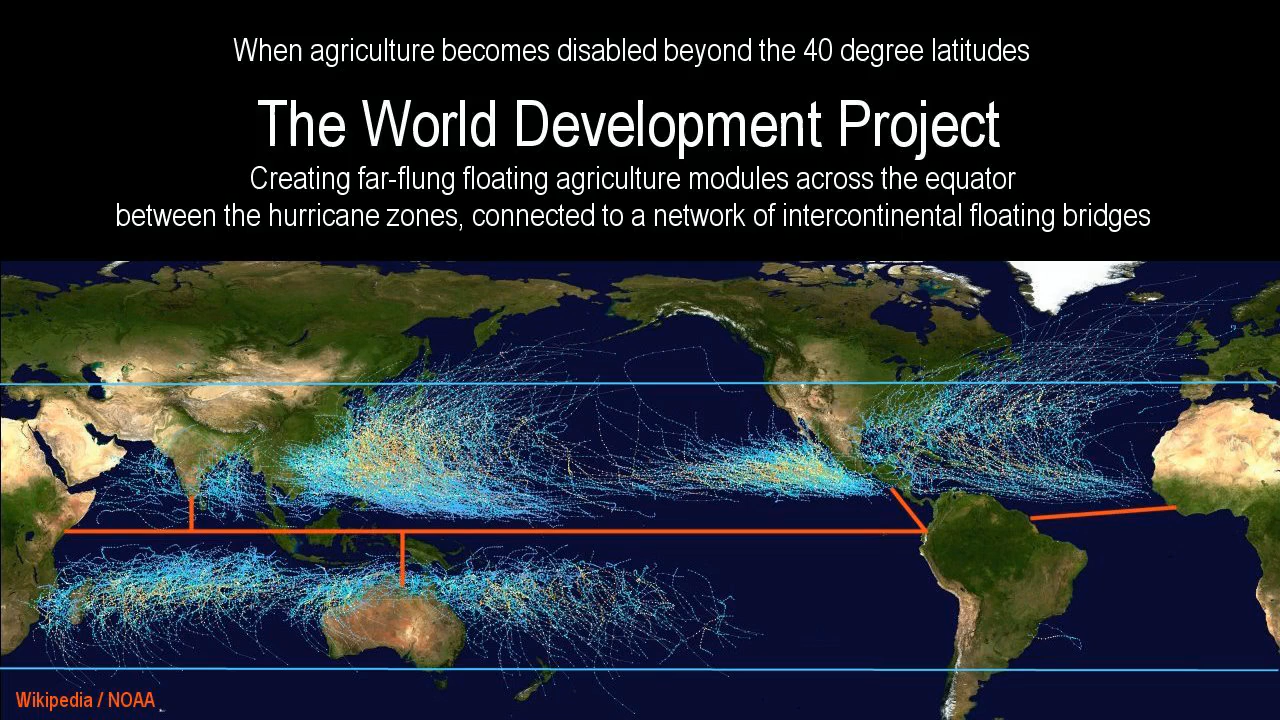 When agriculture becomes disabled beyond the 40 degree latitudes
The World Development Project
Creating far-flung floating agriculture modules across the equator
between the hurricane zones, connected to a network of intercontinental floating bridges
Wikipedia / NOAA